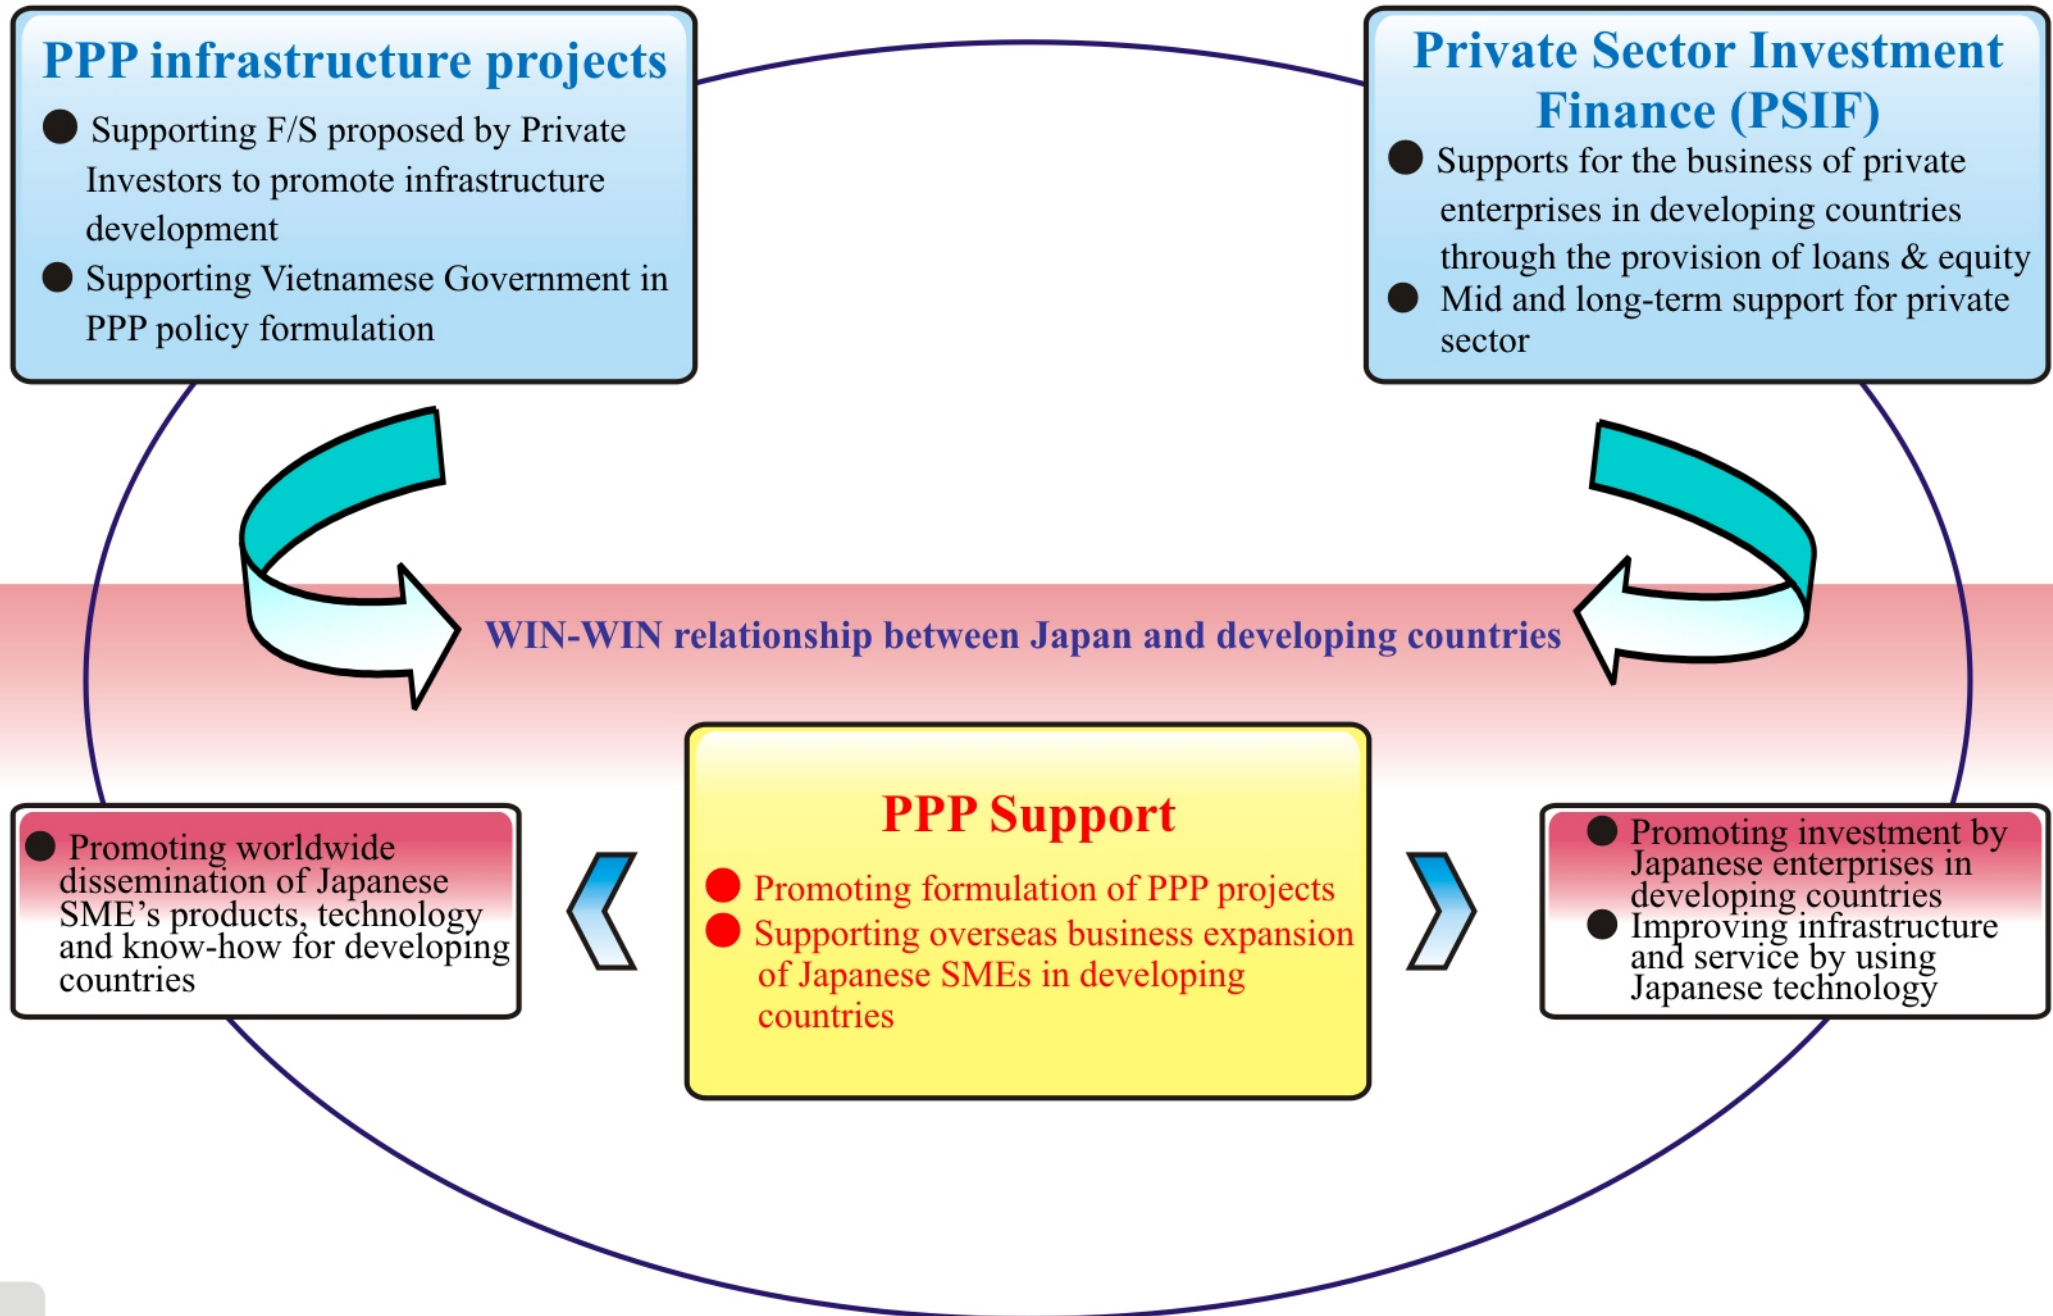 PPP infrastructure projects
● Supporting F/S proposed by Private
Investors to promote infrastructure
development
● Supporting Vietnamese Government in
PPP policy formulation
Private Sector Investment
Finance (PSIF)
● Supports for the business of private
enterprises in developing countries
through the provision of loans & equity
● Mid and long-term support for private
sector
WIN-WIN relationship between Japan and developing countries
● Promoting worldwide
dissemination of Japanese
SME’s products, technology
and know-how for developing
countries
PPP Support
● Promoting formulation of PPP projects
● Supporting overseas business expansion
of Japanese SMEs in developing
countries
● Promoting investment by
Japanese enterprises in
developing countries
● Improving infrastructure
and service by using
Japanese technology